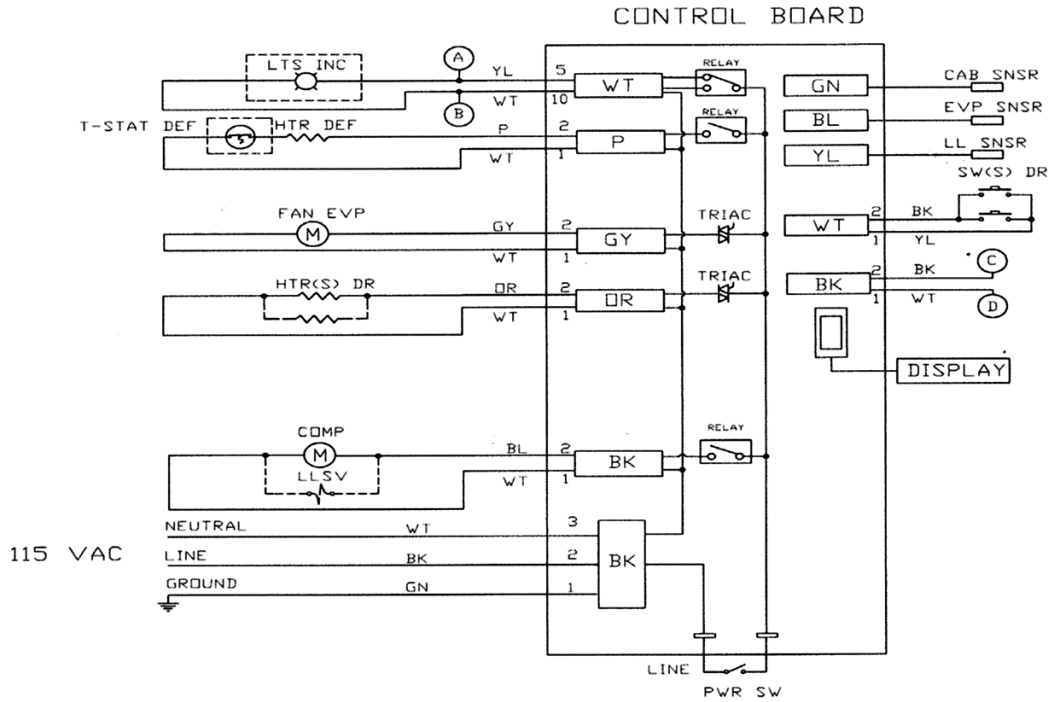 CONTROL BOARD
LTS INC
A
YL
5
WT
RELAY
GN
CAB SNSR
WT
10
B
T-STAT DEF
HTR DEF
P
2
P
RELAY
BL
EVP SNSR
WT
1
YL
LL SNSR
SW(S) DR
FAN EVP
M
GY
2
GY
TRIAC
WT
2
BK
WT
1
1
YL
HTR(S) DR
OR
2
OR
TRIAC
BK
2
BK
C
WT
1
1
WT
D
DISPLAY
COMP
M
BL
2
BK
RELAY
LLSV
WT
1
NEUTRAL
WT
3
115 VAC
LINE
BK
2
BK
GROUND
GN
1
LINE
PWR SW